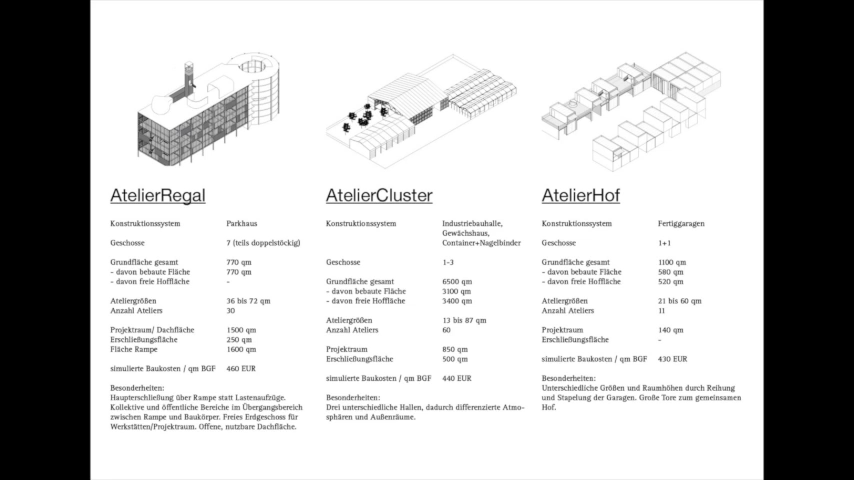 AtelierRegal
Konstruktionssystem Parkhaus
Geschosse 7 (teils doppelstöckig)
Grundfläche gesamt 770 qm
- davon bebaute Fläche 770 qm
- davon freie Hoffläche -
Ateliergrößen 36 bis 72 qm
Anzahl Ateliers 30
Projektraum/ Dachfläche 1500 qm
Erschließungsfläche 250 qm
Fläche Rampe 1600 qm
simulierte Baukosten / qm BGF 460 EUR
Besonderheiten:
Haupterschließung über Rampe statt Lastenaufzüge.
Kollektive und öffentliche Bereiche im Übergangsbereich
zwischen Rampe und Baukörper. Freies Erdgeschoss für
Werkstätten/Projektraum. Offene, nutzbare Dachfläche.
AtelierCluster
Konstruktionssystem Industriebauhalle,
Gewächshaus,
Container+Nagelbinder
Geschosse 1-3
Grundfläche gesamt 6500 qm
- davon bebaute Fläche 3100 qm
- davon freie Hoffläche 3400 qm
Ateliergrößen 13 bis 87 qm
Anzahl Ateliers 60
Projektraum 850 qm
Erschließungsfläche 500 qm
simulierte Baukosten / qm BGF 440 EUR
Besonderheiten:
Drei unterschiedliche Hallen, dadurch differenzierte Atmo-
sphären und Außenräume.
AtelierHof
Konstruktionssystem Fertiggaragen
Geschosse 1+1
Grundfläche gesamt 1100 qm
- davon bebaute Fläche 580 qm
- davon freie Hoffläche 520 qm
Ateliergrößen 21 bis 60 qm
Anzahl Ateliers 11
Projektraum 140 qm
Erschließungsfläche -
simulierte Baukosten / qm BGF 430 EUR
Besonderheiten:
Unterschiedliche Größen und Raumhöhen durch Reihung
und Stapelung der Garagen. Große Tore zum gemeinsamen
Hof.